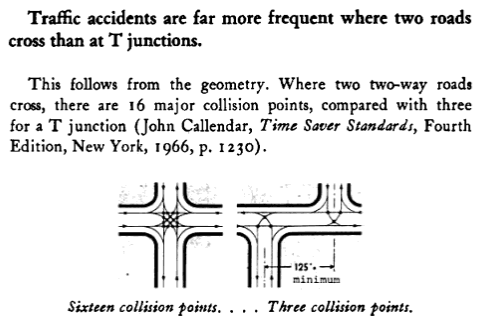 Traffic accidents are far more frequent where two roads
cross than at T junctions.
This follows from the geometry. Where two two-way roads
cross, there are 16 major collision points, compared with three
for a T junction (John Callendar, Time Saver Standards, Fourth
Edition, New York, 1966, p. 1230).
125'.
minimum
Sixteen collision points. . . . Three collision points.